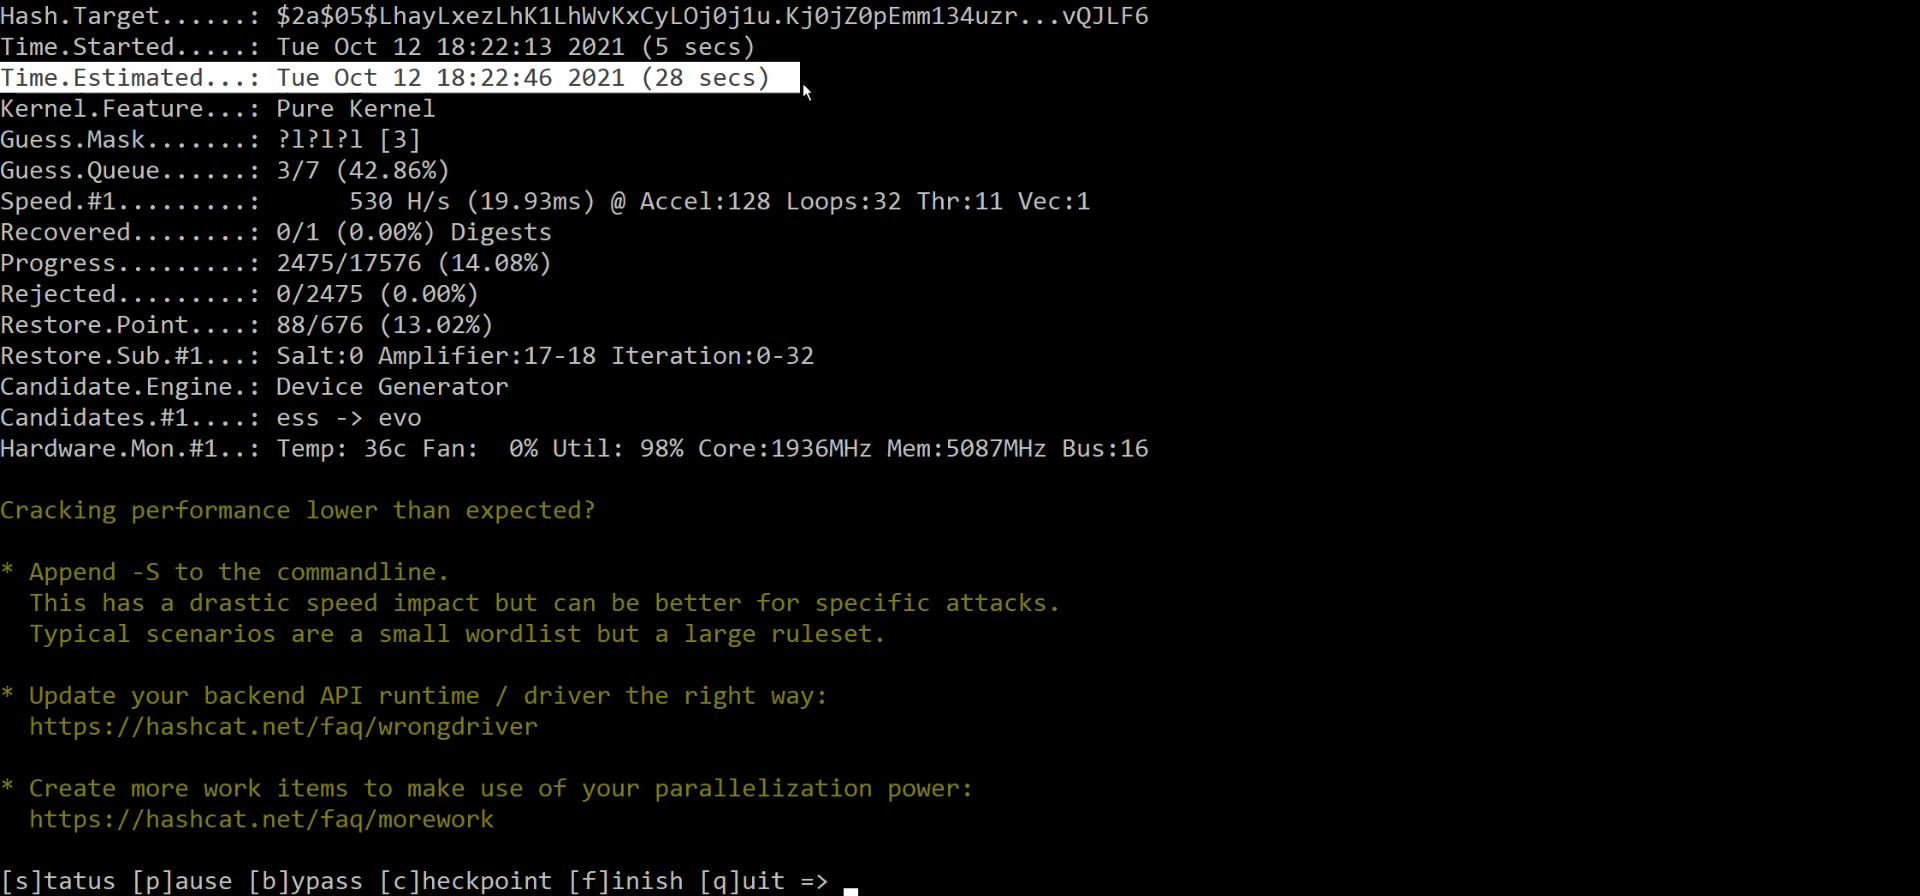 Hash.Target......: $2a$05$LhayLxezLhK1LhWvKxCyLOj0j1u.Kj0jZ0pEmm134uzr...vQJLF6
Time.Started.....: Tue Oct 12 18:22:13 2021 (5 secs)
Time.Estimated...: Tue Oct 12 18:22:46 2021 (28 secs)
Kernel.Feature...: Pure Kernel
Guess.Mask.......: ?l?l?l [3]
Guess.Queue......: 3/7 (42.86%)
Speed.#1.........:      530 H/s (19.93ms) @ Accel:128 Loops:32 Thr:11 Vec:1
Recovered........: 0/1 (0.00%) Digests
Progress.........: 2475/17576 (14.08%)
Rejected.........: 0/2475 (0.00%)
Restore.Point....: 88/676 (13.02%)
Restore.Sub.#1...: Salt:0 Amplifier:17-18 Iteration:0-32
Candidate.Engine.: Device Generator
Candidates.#1....: ess -> evo
Hardware.Mon.#1..: Temp: 36c Fan:  0% Util: 98% Core:1936MHz Mem:5087MHz Bus:16
Cracking performance lower than expected?
* Append -S to the commandline.
This has a drastic speed impact but can be better for specific attacks.
Typical scenarios are a small wordlist but a large ruleset.
* Update your backend API runtime / driver the right way:
https://hashcat.net/faq/wrongdriver
* Create more work items to make use of your parallelization power:
https://hashcat.net/faq/morework
[s]tatus [p]ause [b]ypass [c]heckpoint [f]inish [q]uit =>